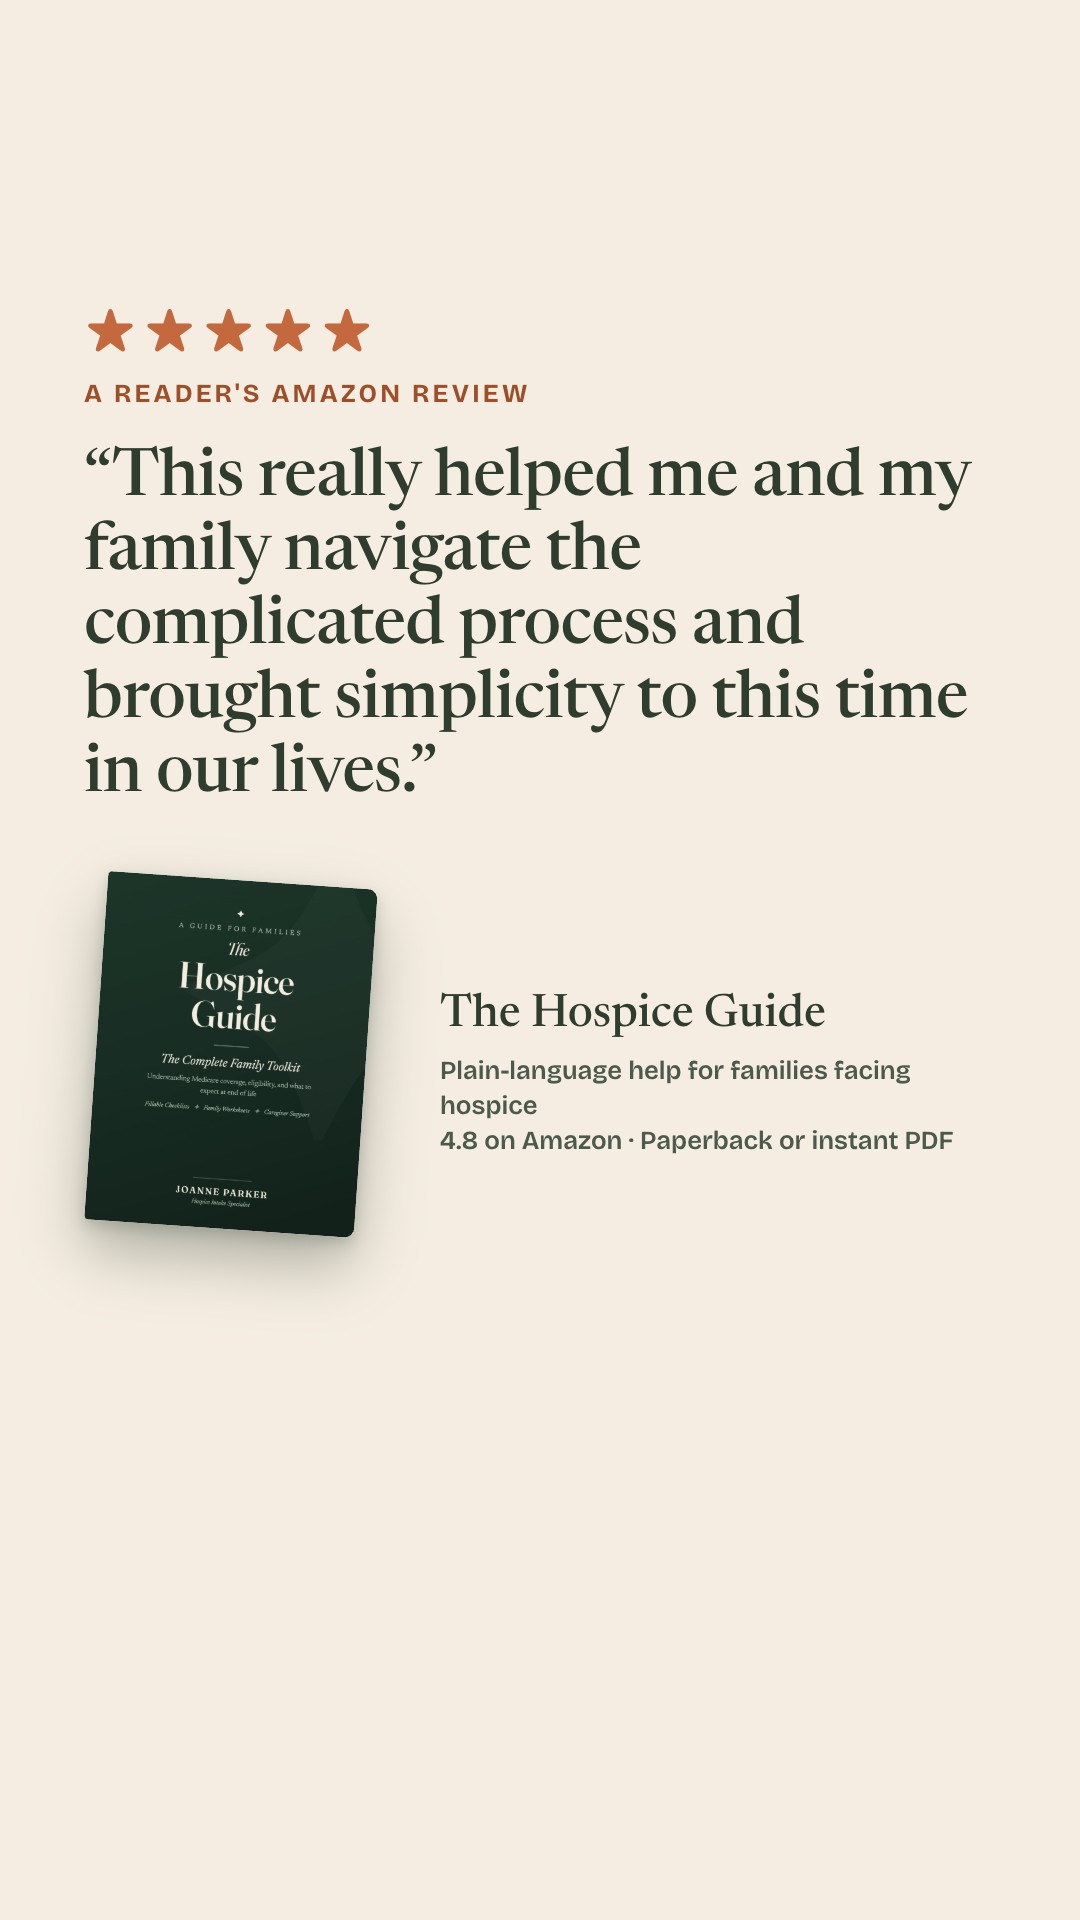 A READER'S AMAZON REVIEW
“This really helped me and my
family navigate the
complicated process and
brought simplicity to this time
in our lives.”
A GUIDE FOR FAMILIES
The
Hospice
Guide
The Complete Family Toolkit
Understanding Medicare coverage, eligibility, and what to
expect at end of life
Fillable Checklists ✦ Family Worksheets ✦ Caregiver Support
JOANNE PARKER
Hospice Intake Specialist
The Hospice Guide
Plain-language help for families facing
hospice
4.8 on Amazon · Paperback or instant PDF